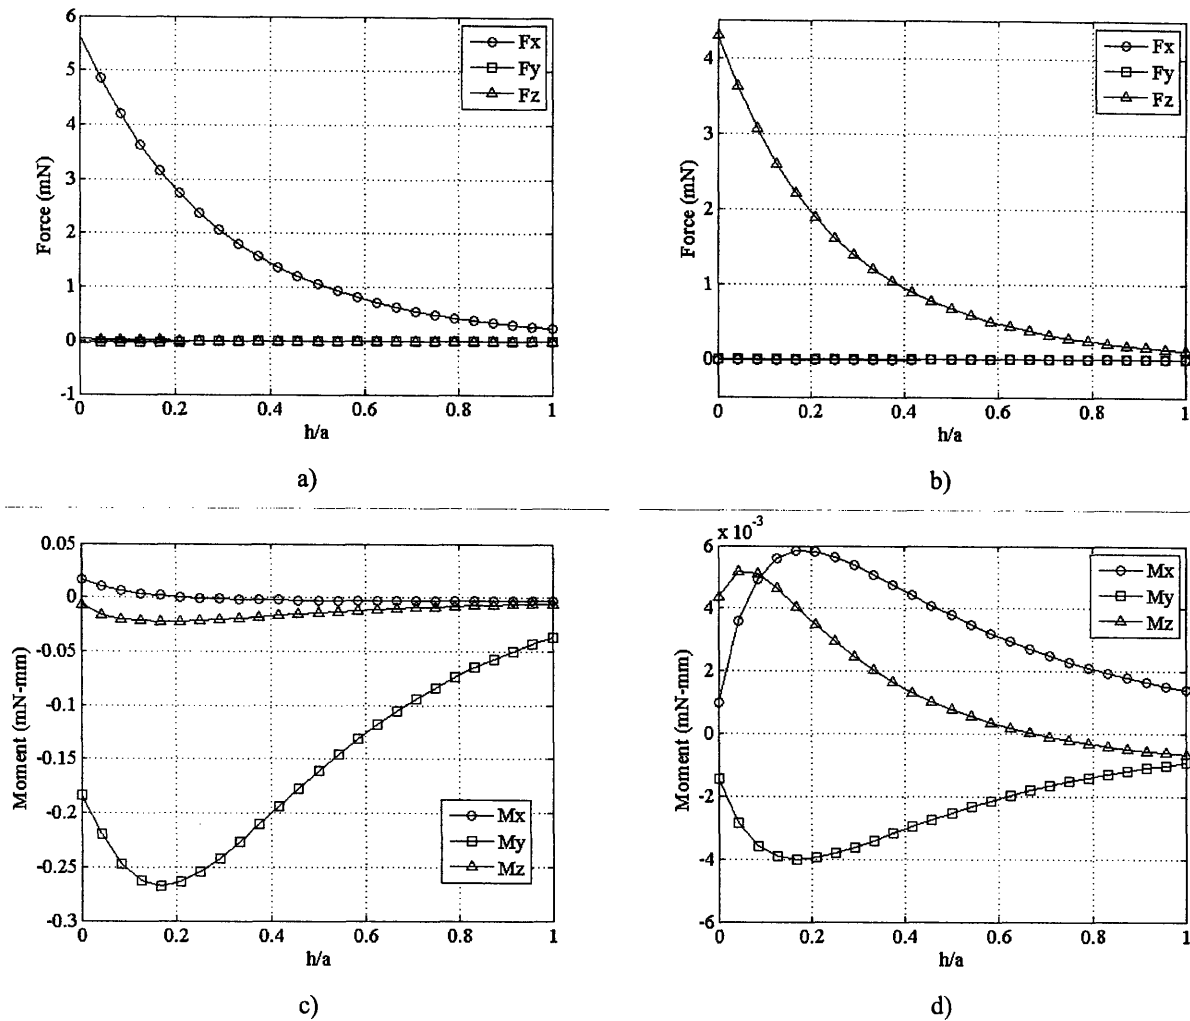 6
5
4
3
2
1
0
-1
0
0.2
0.4
0.6
0.8
1
Force (mN)
h/a
Fx
Fy
Fz
a)
4
3
2
1
0
0
0.2
0.4
0.6
0.8
1
Force (mN)
h/a
Fx
Fy
Fz
b)
0.05
0
-0.05
-0.1
-0.15
-0.2
-0.25
-0.3
0
0.2
0.4
0.6
0.8
1
Moment (mN-mm)
h/a
Mx
My
Mz
c)
x 10-3
6
4
2
0
-2
-4
-6
0
0.2
0.4
0.6
0.8
1
Moment (mN-mm)
h/a
Mx
My
Mz
d)